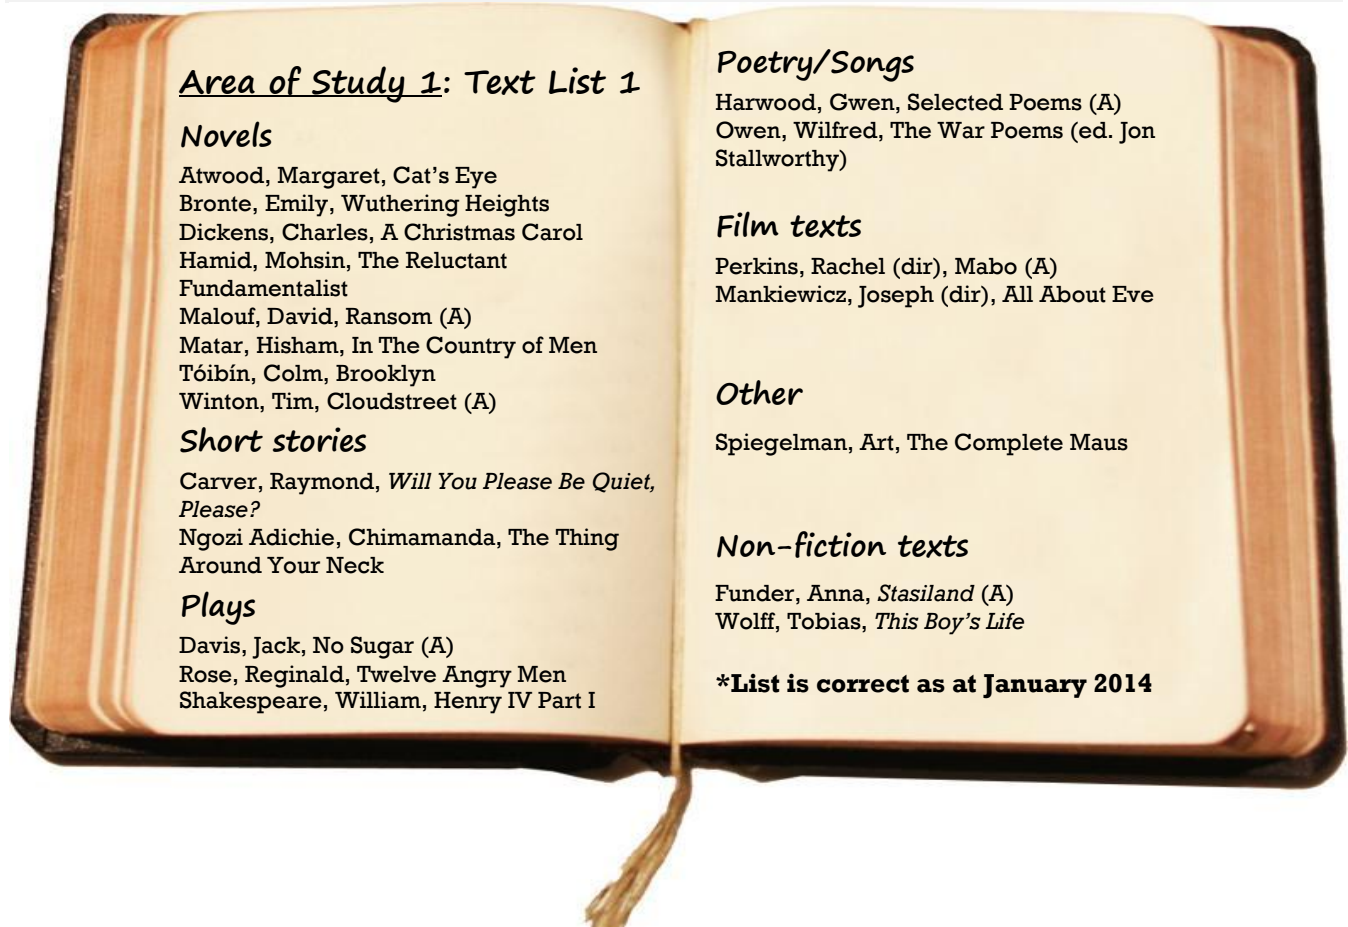 Area of Study 1: Text List 1
Novels
Atwood, Margaret, Cat's Eye
Bronte, Emily, Wuthering Heights
Dickens, Charles, A Christmas Carol
Hamid, Mohsin, The Reluctant
Fundamentalist
Malouf, David, Ransom (A)
Matar, Hisham, In The Country of Men
Tóibín, Colm, Brooklyn
Winton, Tim, Cloudstreet (A)
Short stories
Carver, Raymond, Will You Please Be Quiet,
Please?
Ngozi Adichie, Chimamanda, The Thing
Around Your Neck
Plays
Davis, Jack, No Sugar (A)
Rose, Reginald, Twelve Angry Men
Shakespeare, William, Henry IV Part I
Poetry/Songs
Harwood, Gwen, Selected Poems (A)
Owen, Wilfred, The War Poems (ed. Jon
Stallworthy)
Film texts
Perkins, Rachel (dir), Mabo (A)
Mankiewicz, Joseph (dir), All About Eve
Other
Spiegelman, Art, The Complete Maus
Non-fiction texts
Funder, Anna, Stasiland (A)
Wolff, Tobias, This Boy's Life
*List is correct as at January 2014